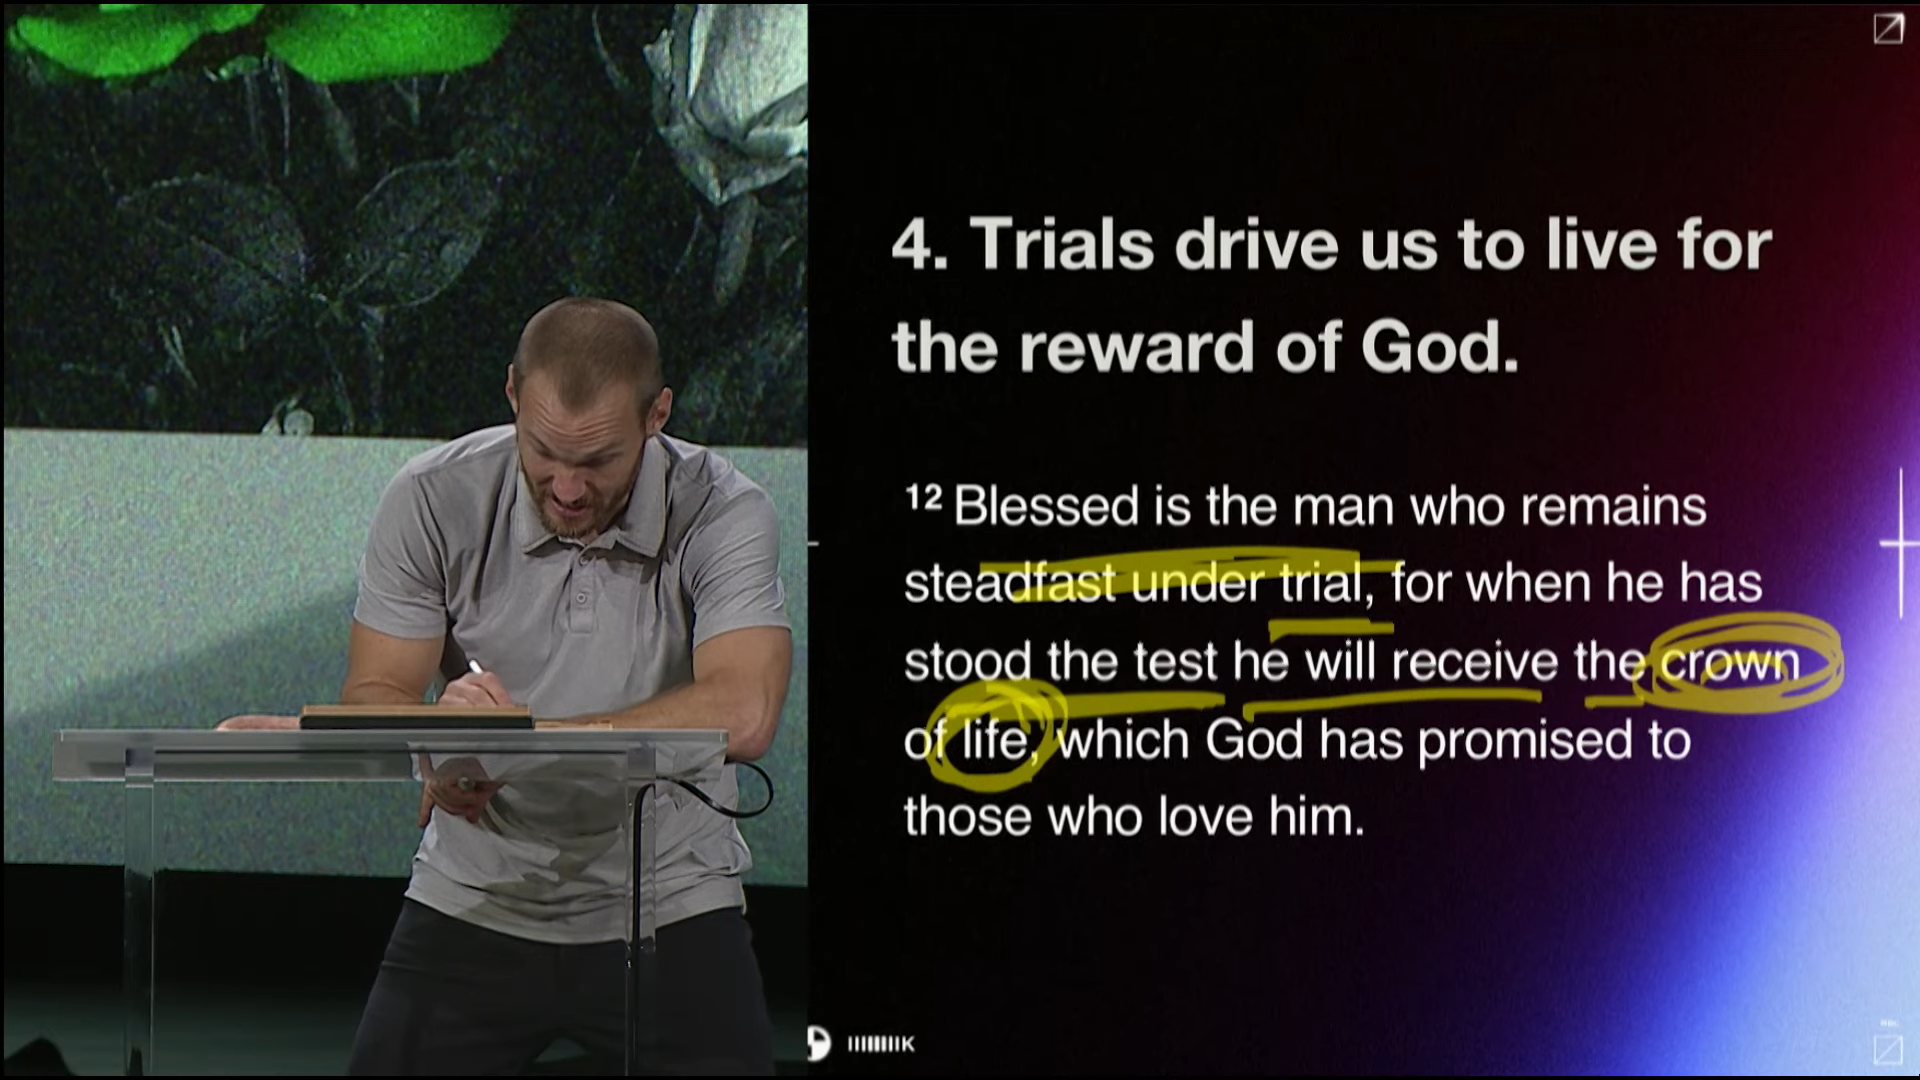 4. Trials drive us to live for
the reward of God.
12 Blessed is the man who remains
steadfast under trial, for when he has
stood the test he will receive the crown
of life, which God has promised to
those who love him.
K